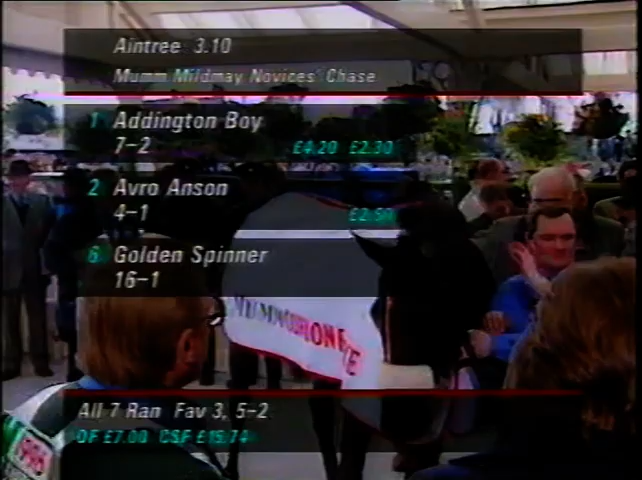 Aintree 3.10
Mumm Mildmay Novices' Chase
1 Addington Boy
7-2 £4.20 £2.30
2 Avro Anson
4-1 £2.50
6 Golden Spinner
16-1
All 7 Ran Fav 3, 5-2
DF £7.00 CSF £15.74
1996